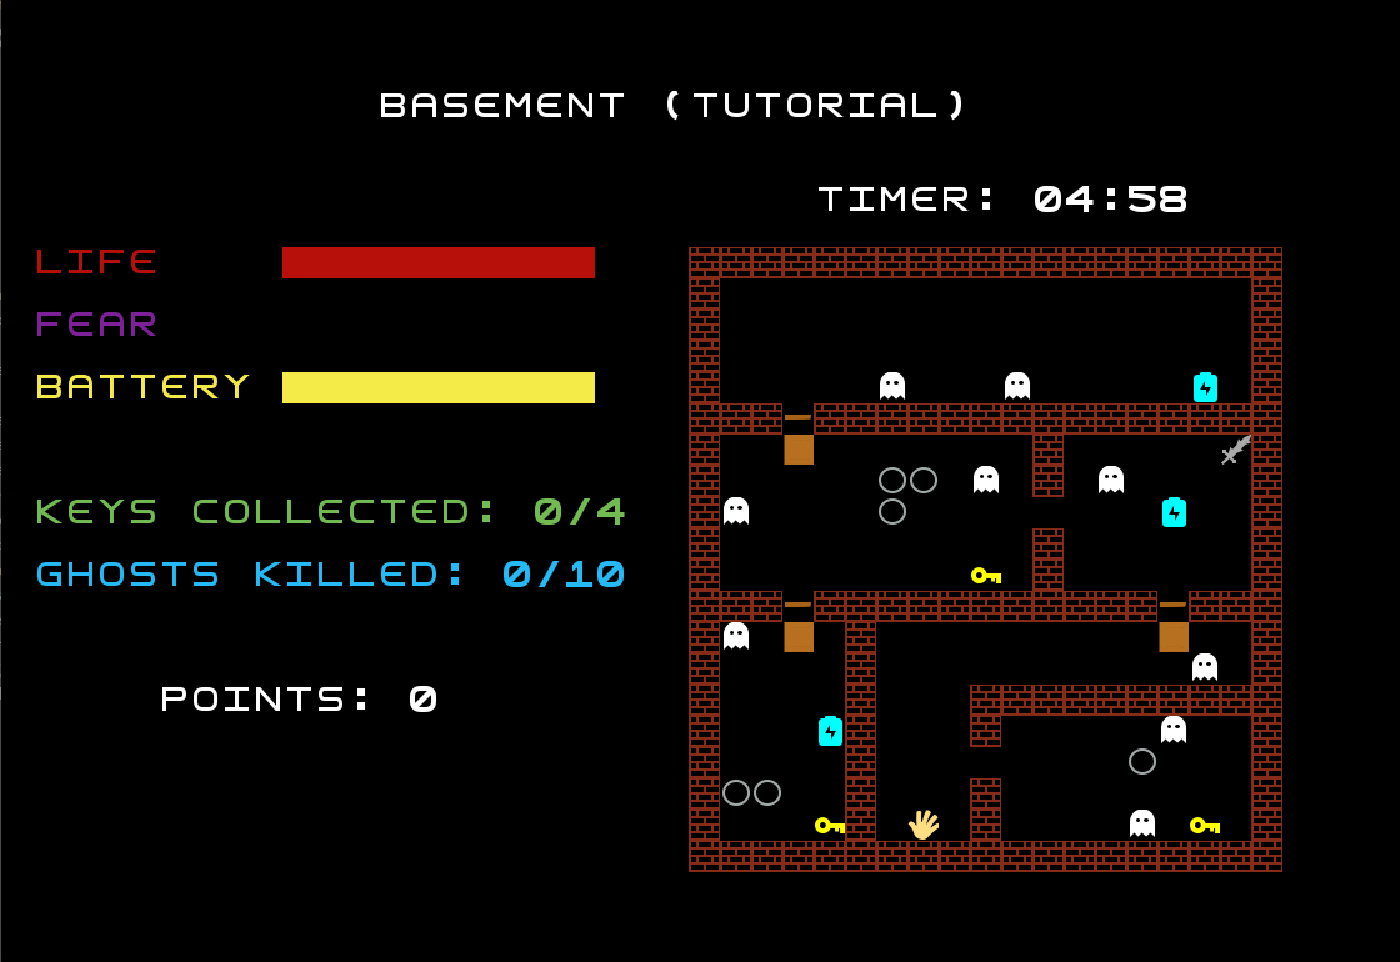 BASEMENT (TUTORIAL)
TIMER: 04:58
LIFE
FEAR
BATTERY
KEYS COLLECTED: 0/4
GHOSTS KILLED: 0/10
POINTS: 0